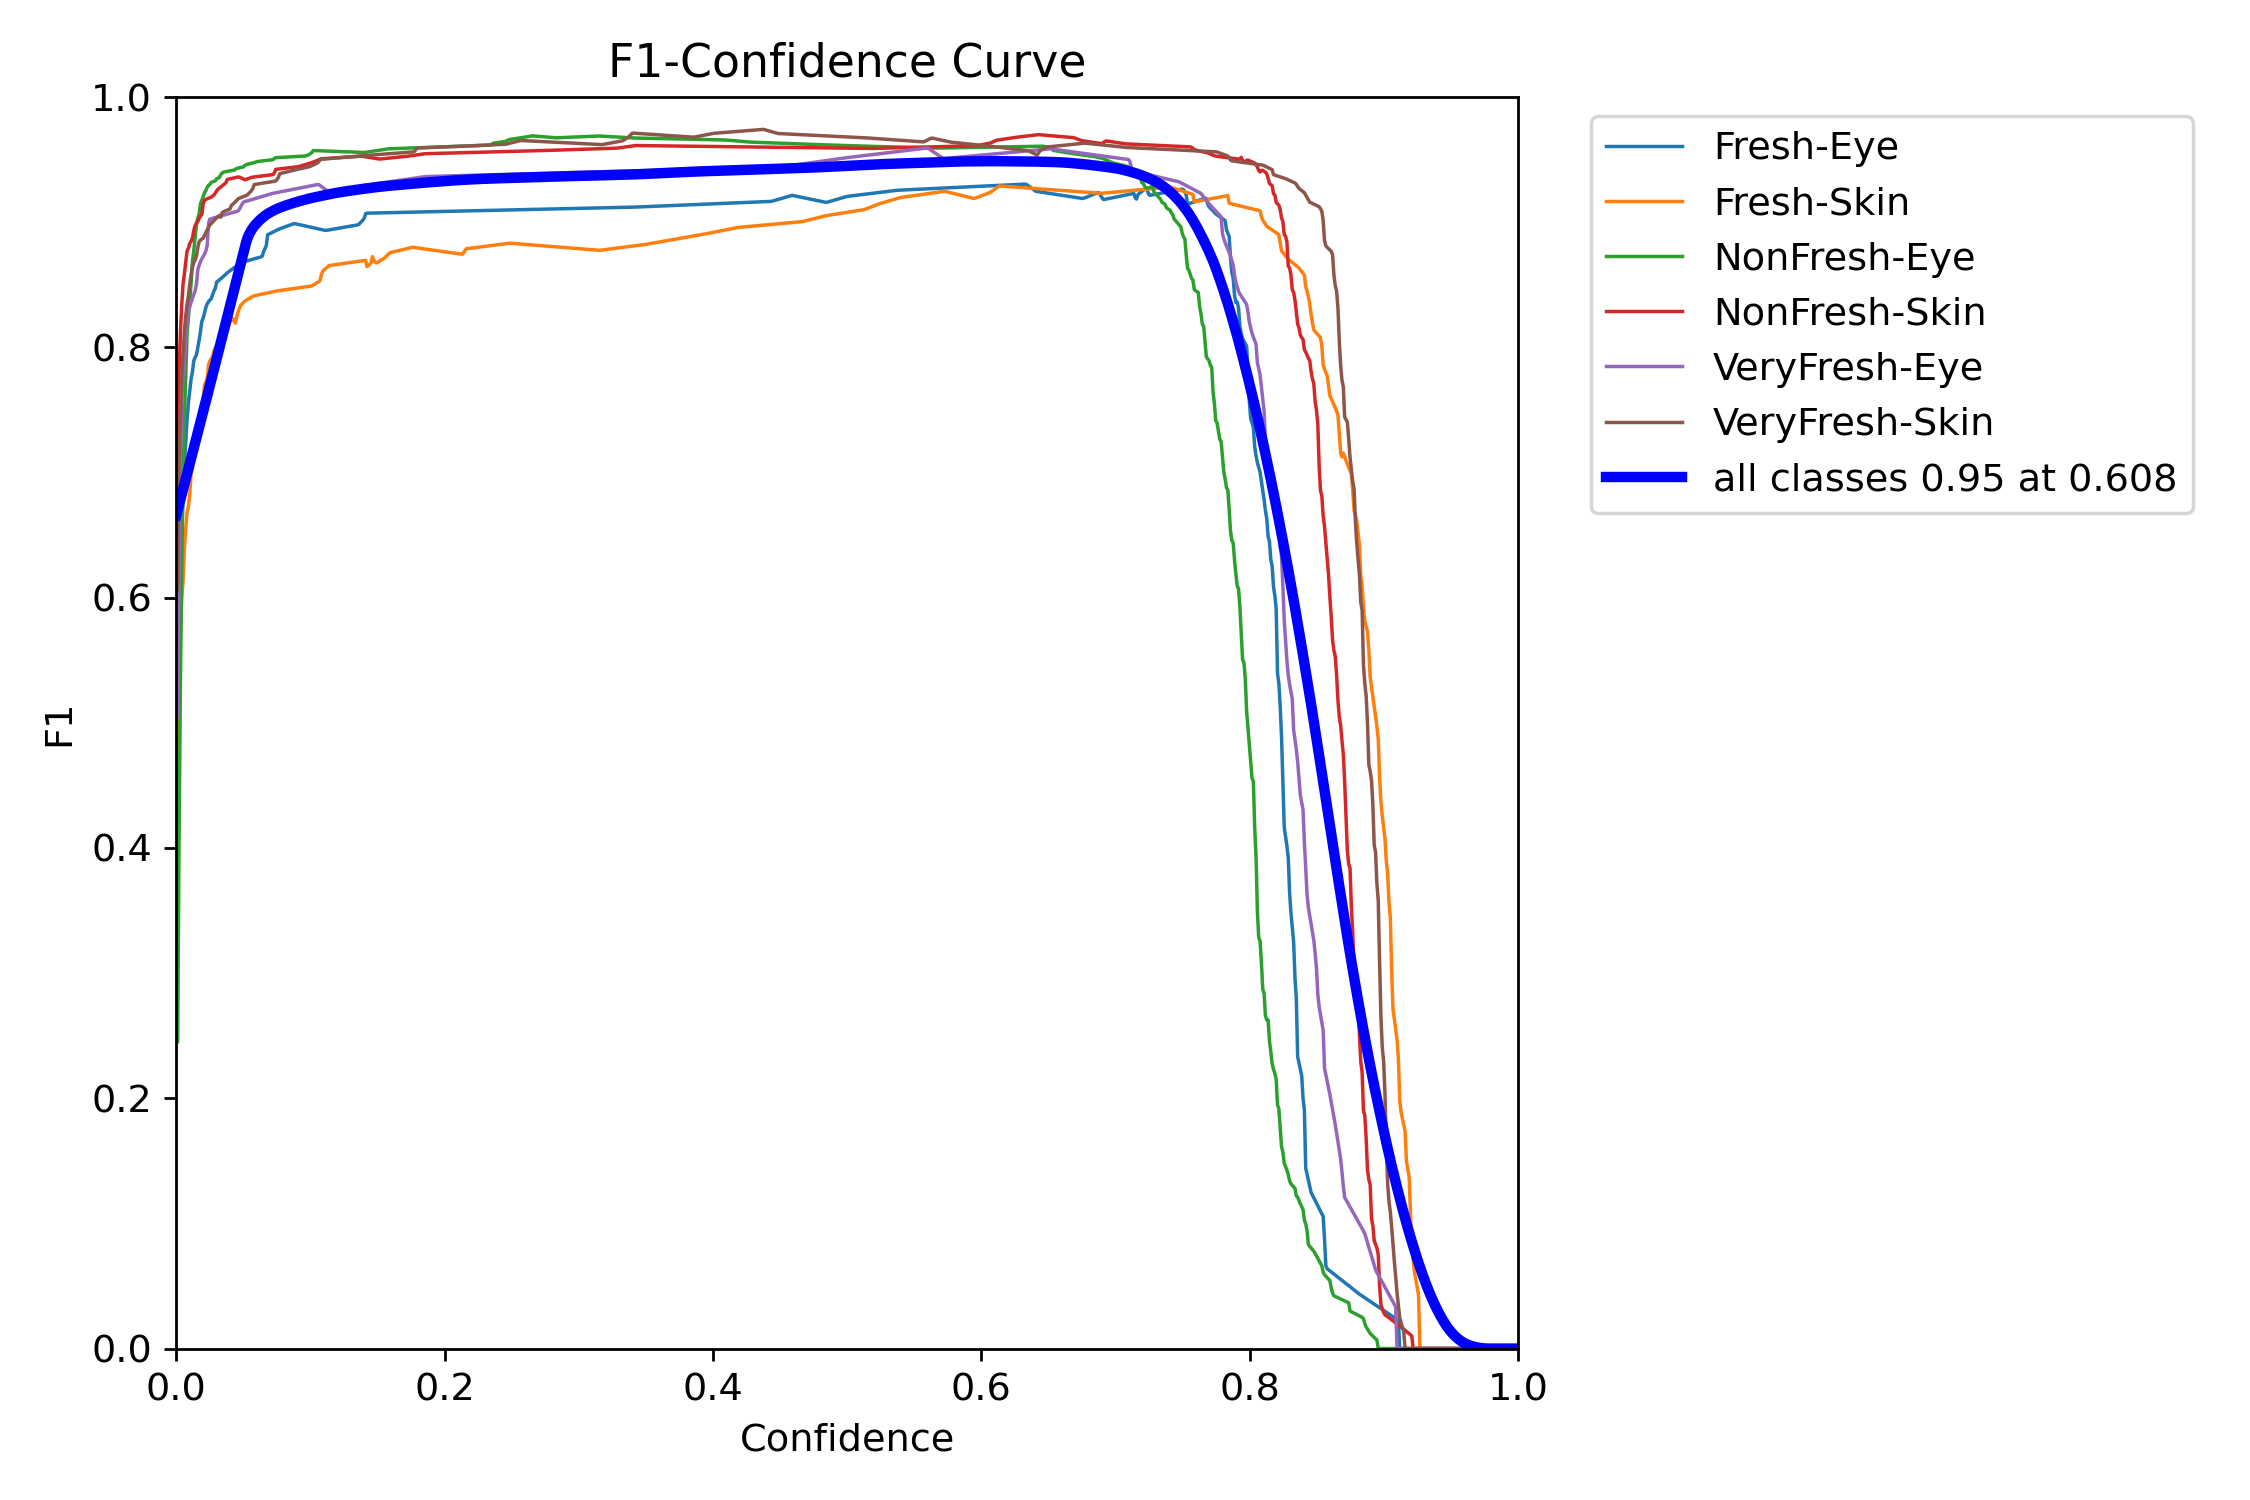 F1-Confidence Curve
1.0
0.8
0.6
0.4
0.2
0.0
F1
0.0 0.2 0.4 0.6 0.8 1.0
Confidence
Fresh-Eye
Fresh-Skin
NonFresh-Eye
NonFresh-Skin
VeryFresh-Eye
VeryFresh-Skin
all classes 0.95 at 0.608